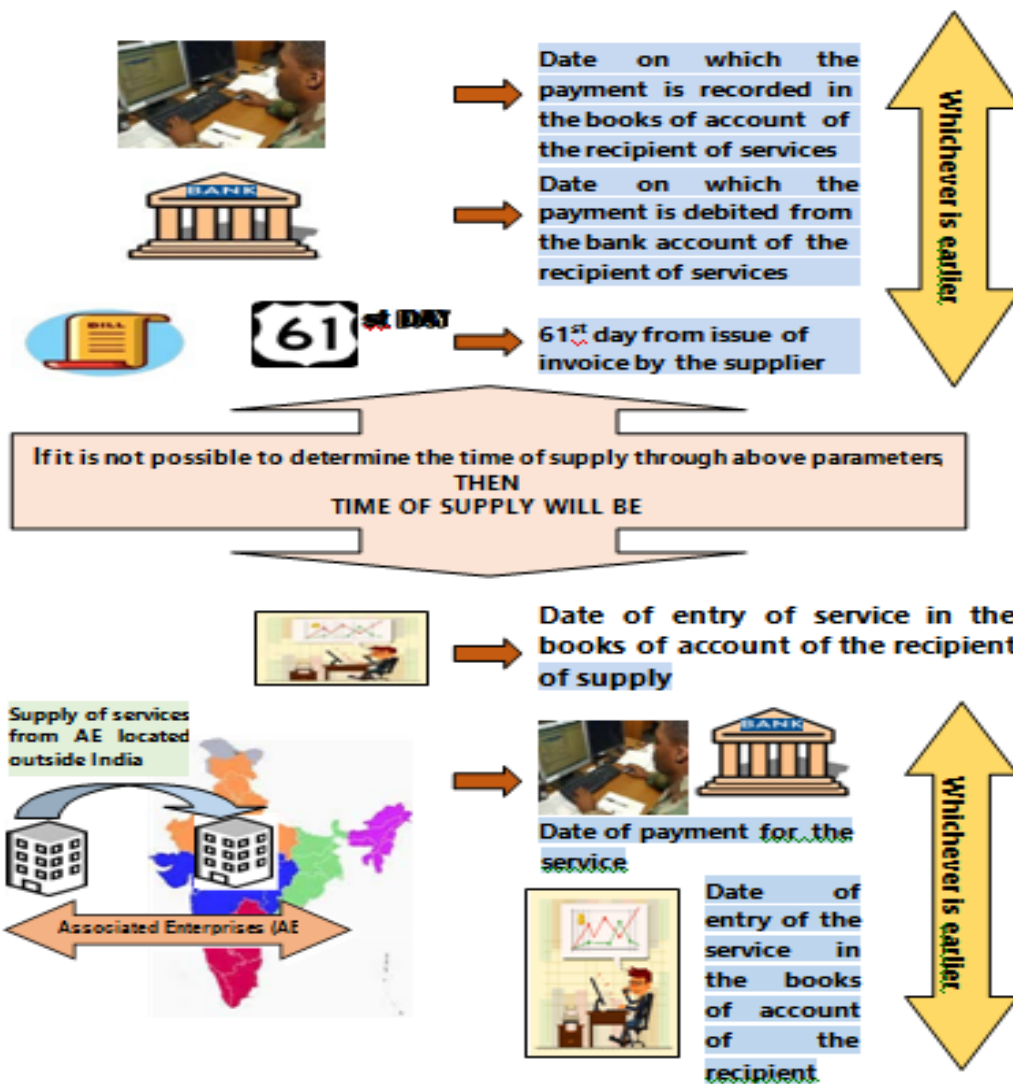 Date on which the
payment is recorded in
the books of account of
the recipient of services
Whichever is earlier
BANK
Date on which the
payment is debited from
the bank account of the
recipient of services
BILL
61
st DAY
61st day from issue of
invoice by the supplier
If it is not possible to determine the time of supply through above parameters,
THEN
TIME OF SUPPLY WILL BE
Date of entry of service in the
books of account of the recipient
of supply
Supply of services
from AE located
outside India
BANK
Date of payment for the
service
Whichever is earlier
Associated Enterprises (AE
Date of
entry of the
service in
the books
of account
of the
recipient